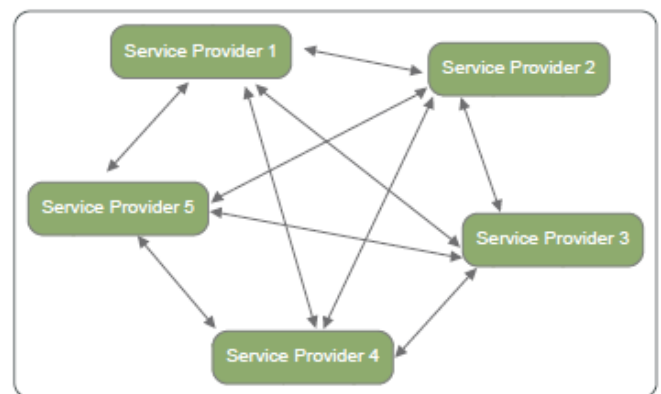 Service Provider 1
Service Provider 2
Service Provider 5
Service Provider 3
Service Provider 4